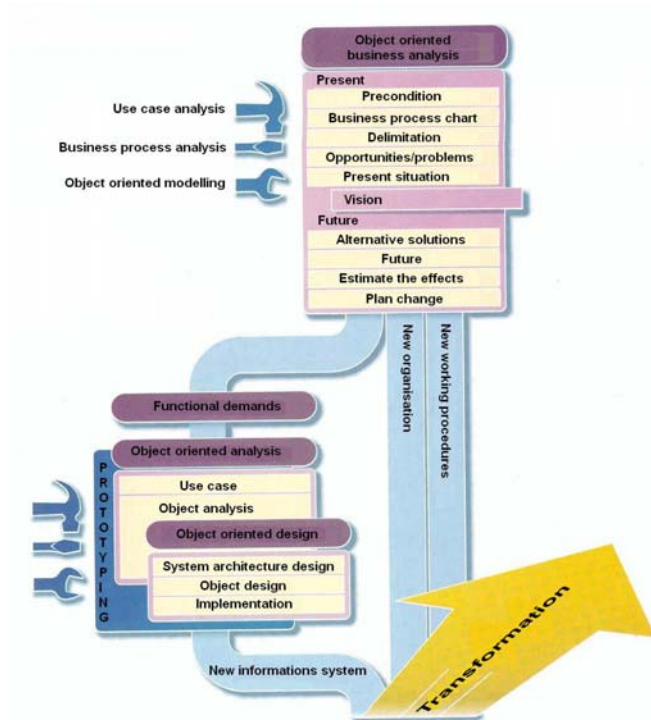 Object oriented
business analysis
Present
Precondition
Business process chart
Delimitation
Opportunities/problems
Present situation
Vision
Future
Alternative solutions
Future
Estimate the effects
Plan change
Use case analysis
Business process analysis
Object oriented modelling
New organisation
New working procedures
Functional demands
Object oriented analysis
PROTOTYPING
Use case
Object analysis
Object oriented design
System architecture design
Object design
Implementation
New informations system
Transformation